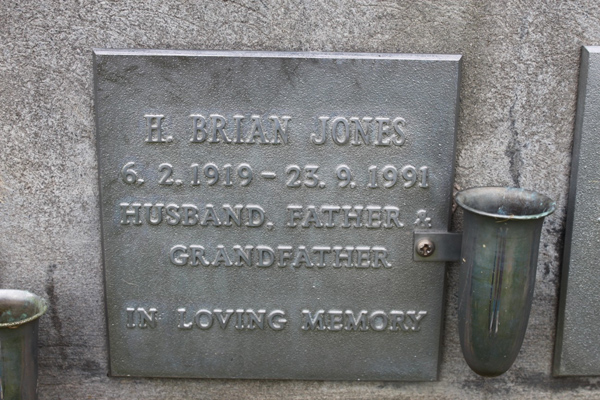 H. BRIAN JONES
6. 2. 1919 - 23. 9. 1991
HUSBAND, FATHER &
GRANDFATHER
IN LOVING MEMORY